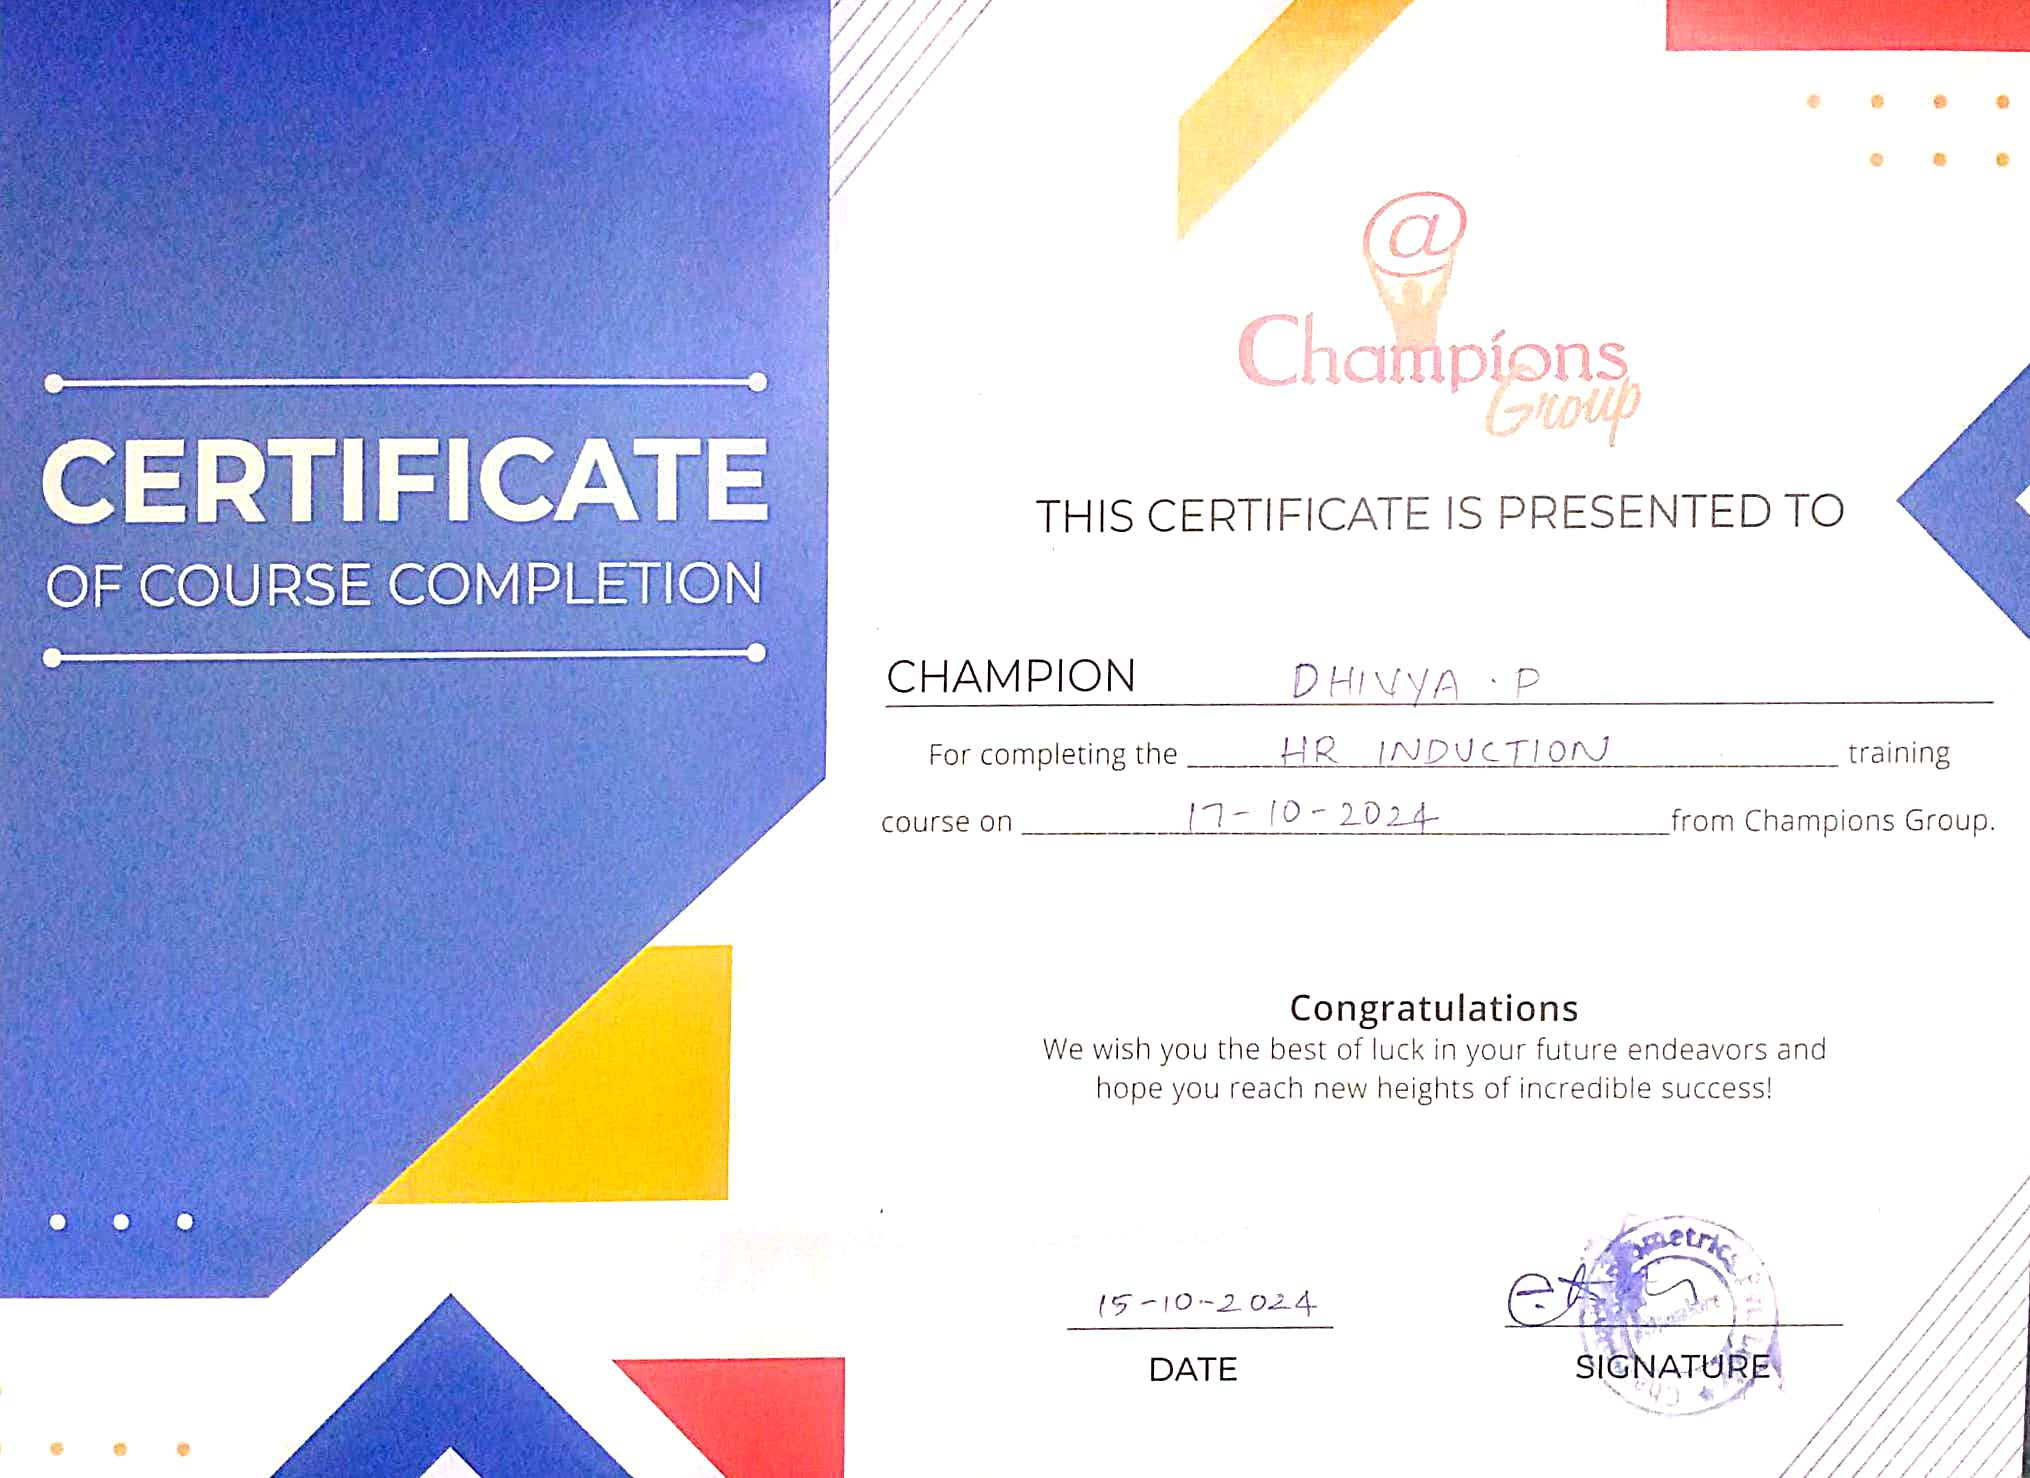 CERTIFICATE
OF COURSE COMPLETION
@
Champions
Group
THIS CERTIFICATE IS PRESENTED TO
CHAMPION DHIVYA . P
For completing the HR INDUCTION training
course on 17-10-2024 from Champions Group.
Congratulations
We wish you the best of luck in your future endeavors and
hope you reach new heights of incredible success!
15-10-2024
DATE
SIGNATURE